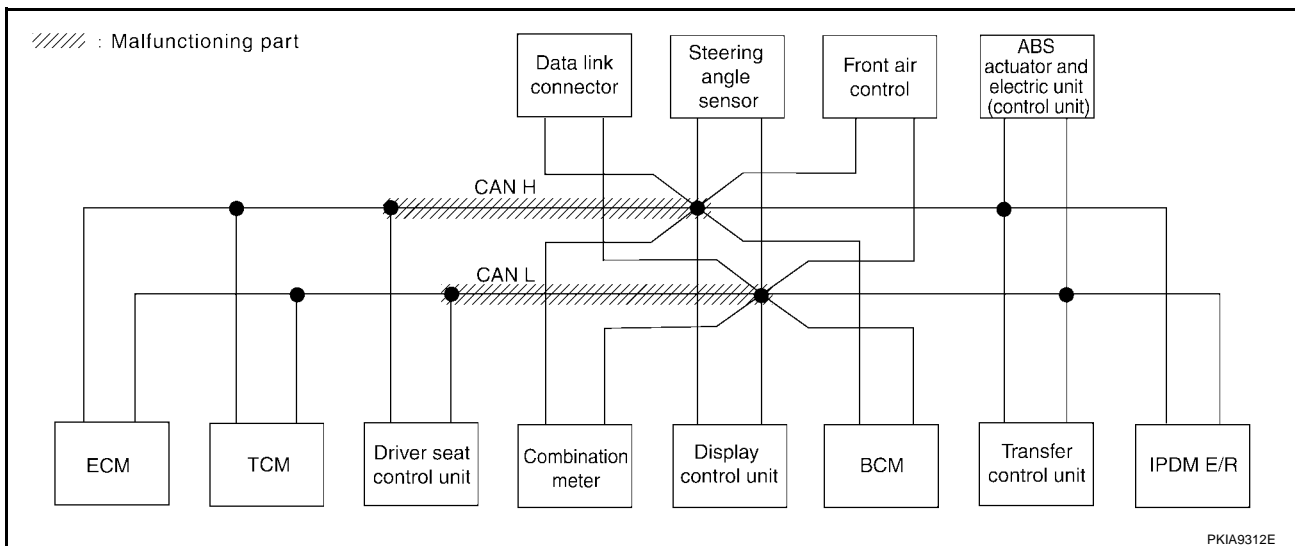 : Malfunctioning part
Data link
connector
Steering
angle
sensor
Front air
control
ABS
actuator and
electric unit
(control unit)
CAN H
CAN L
ECM
TCM
Driver seat
control unit
Combination
meter
Display
control unit
BCM
Transfer
control unit
IPDM E/R
PKIA9312E